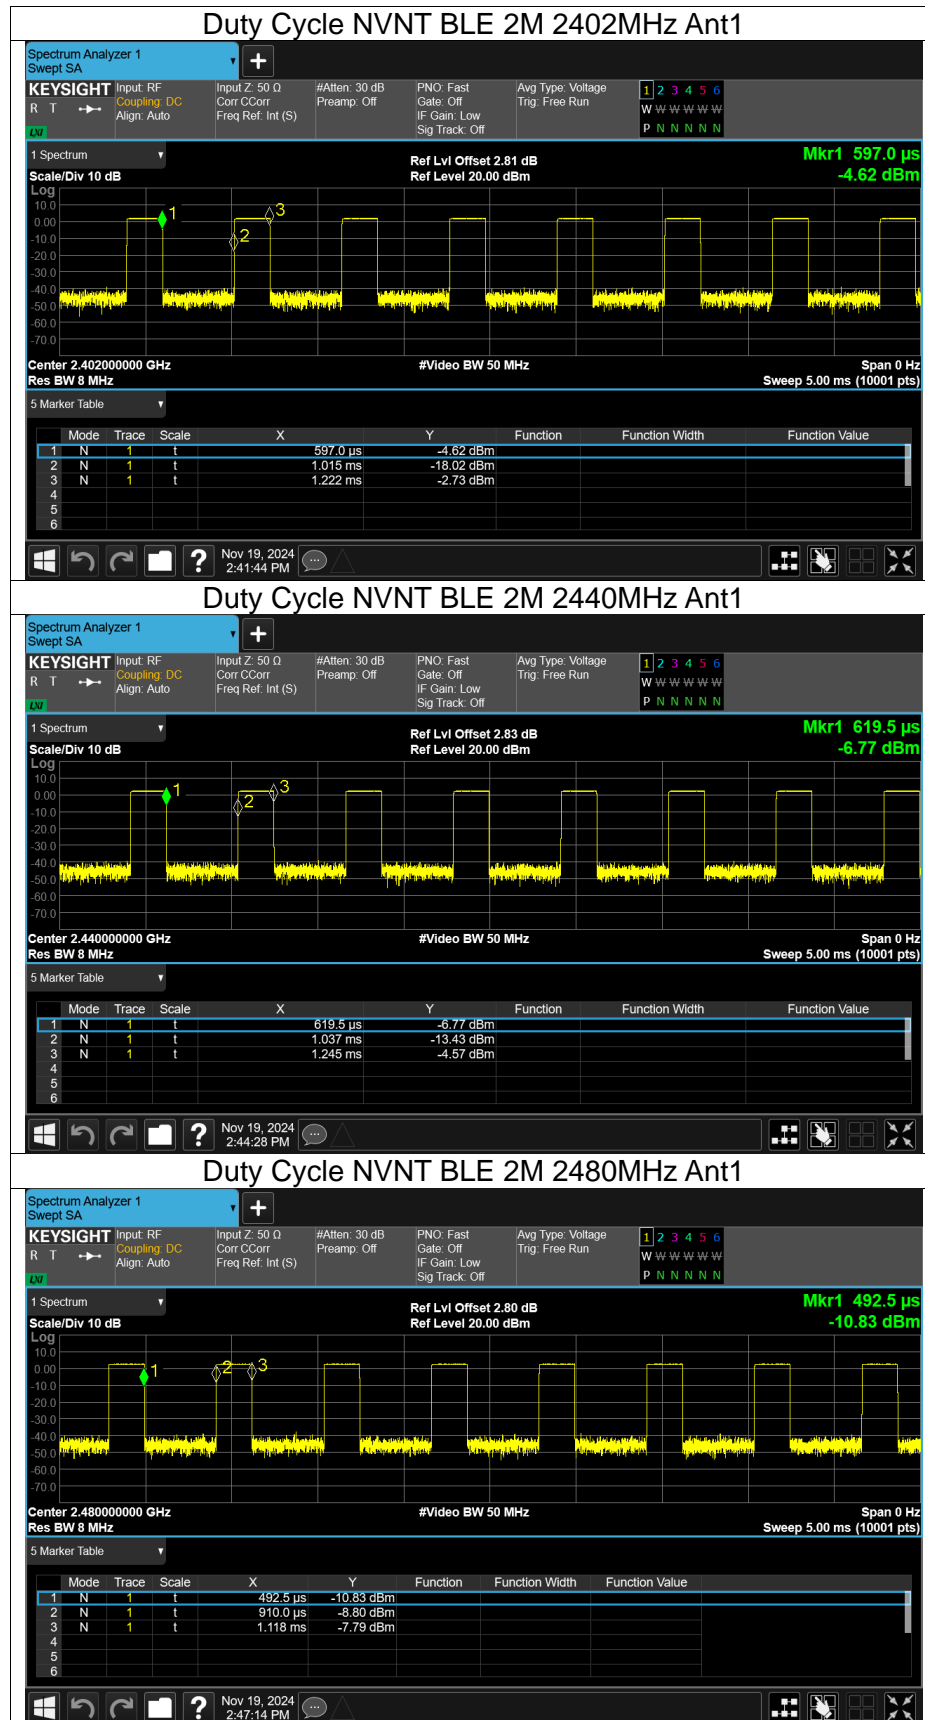 Duty Cycle NVNT BLE 2M 2402MHz Ant1
Spectrum Analyzer 1
Swept SA
+
KEYSIGHT
R T
LXI
Input: RF
Coupling: DC
Align: Auto
Input Z: 50 Ω
Corr CCorr
Freq Ref: Int (S)
#Atten: 30 dB
Preamp: Off
PNO: Fast
Gate: Off
IF Gain: Low
Sig Track: Off
Avg Type: Voltage
Trig: Free Run
1 2 3 4 5 6
W W W W W W
P N N N N N
1 Spectrum
Scale/Div 10 dB
Ref Lvl Offset 2.81 dB
Ref Level 20.00 dBm
Mkr1 597.0 µs
-4.62 dBm
Log
10.0
0.00
-10.0
-20.0
-30.0
-40.0
-50.0
-60.0
-70.0
1
2
3
Center 2.402000000 GHz
Res BW 8 MHz
#Video BW 50 MHz
Span 0 Hz
Sweep 5.00 ms (10001 pts)
5 Marker Table
Mode Trace Scale X Y Function Function Width Function Value
1 N 1 t 597.0 µs -4.62 dBm
2 N 1 t 1.015 ms -18.02 dBm
3 N 1 t 1.222 ms -2.73 dBm
4
5
6
?
Nov 19, 2024
2:41:44 PM
Duty Cycle NVNT BLE 2M 2440MHz Ant1
Spectrum Analyzer 1
Swept SA
+
KEYSIGHT
R T
LXI
Input: RF
Coupling: DC
Align: Auto
Input Z: 50 Ω
Corr CCorr
Freq Ref: Int (S)
#Atten: 30 dB
Preamp: Off
PNO: Fast
Gate: Off
IF Gain: Low
Sig Track: Off
Avg Type: Voltage
Trig: Free Run
1 2 3 4 5 6
W W W W W W
P N N N N N
1 Spectrum
Scale/Div 10 dB
Ref Lvl Offset 2.83 dB
Ref Level 20.00 dBm
Mkr1 619.5 µs
-6.77 dBm
Log
10.0
0.00
-10.0
-20.0
-30.0
-40.0
-50.0
-60.0
-70.0
1
2
3
Center 2.440000000 GHz
Res BW 8 MHz
#Video BW 50 MHz
Span 0 Hz
Sweep 5.00 ms (10001 pts)
5 Marker Table
Mode Trace Scale X Y Function Function Width Function Value
1 N 1 t 619.5 µs -6.77 dBm
2 N 1 t 1.037 ms -13.43 dBm
3 N 1 t 1.245 ms -4.57 dBm
4
5
6
?
Nov 19, 2024
2:44:28 PM
Duty Cycle NVNT BLE 2M 2480MHz Ant1
Spectrum Analyzer 1
Swept SA
+
KEYSIGHT
R T
LXI
Input: RF
Coupling: DC
Align: Auto
Input Z: 50 Ω
Corr CCorr
Freq Ref: Int (S)
#Atten: 30 dB
Preamp: Off
PNO: Fast
Gate: Off
IF Gain: Low
Sig Track: Off
Avg Type: Voltage
Trig: Free Run
1 2 3 4 5 6
W W W W W W
P N N N N N
1 Spectrum
Scale/Div 10 dB
Ref Lvl Offset 2.80 dB
Ref Level 20.00 dBm
Mkr1 492.5 µs
-10.83 dBm
Log
10.0
0.00
-10.0
-20.0
-30.0
-40.0
-50.0
-60.0
-70.0
1
2
3
Center 2.480000000 GHz
Res BW 8 MHz
#Video BW 50 MHz
Span 0 Hz
Sweep 5.00 ms (10001 pts)
5 Marker Table
Mode Trace Scale X Y Function Function Width Function Value
1 N 1 t 492.5 µs -10.83 dBm
2 N 1 t 910.0 µs -8.80 dBm
3 N 1 t 1.118 ms -7.79 dBm
4
5
6
?
Nov 19, 2024
2:47:14 PM